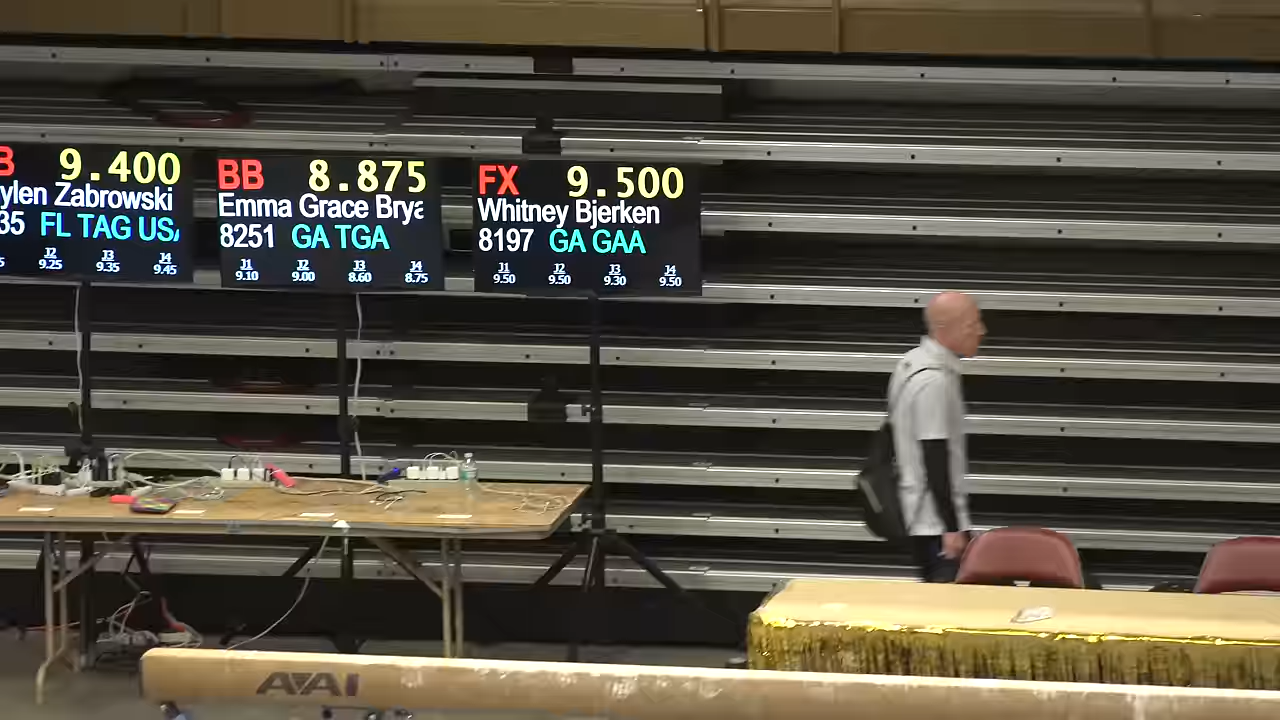 B 9.400
ylen Zabrowski
35 FL TAG USA
J2 J3 J4
5 9.25 9.35 9.45
BB 8.875
Emma Grace Brya
8251 GA TGA
J1 J2 J3 J4
9.10 9.00 8.60 8.75
FX 9.500
Whitney Bjerken
8197 GA GAA
J1 J2 J3 J4
9.50 9.50 9.30 9.50
AAI